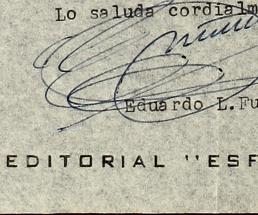 Lo saluda cordialm
Eduardo L.Fu
EDITORIAL "ESF